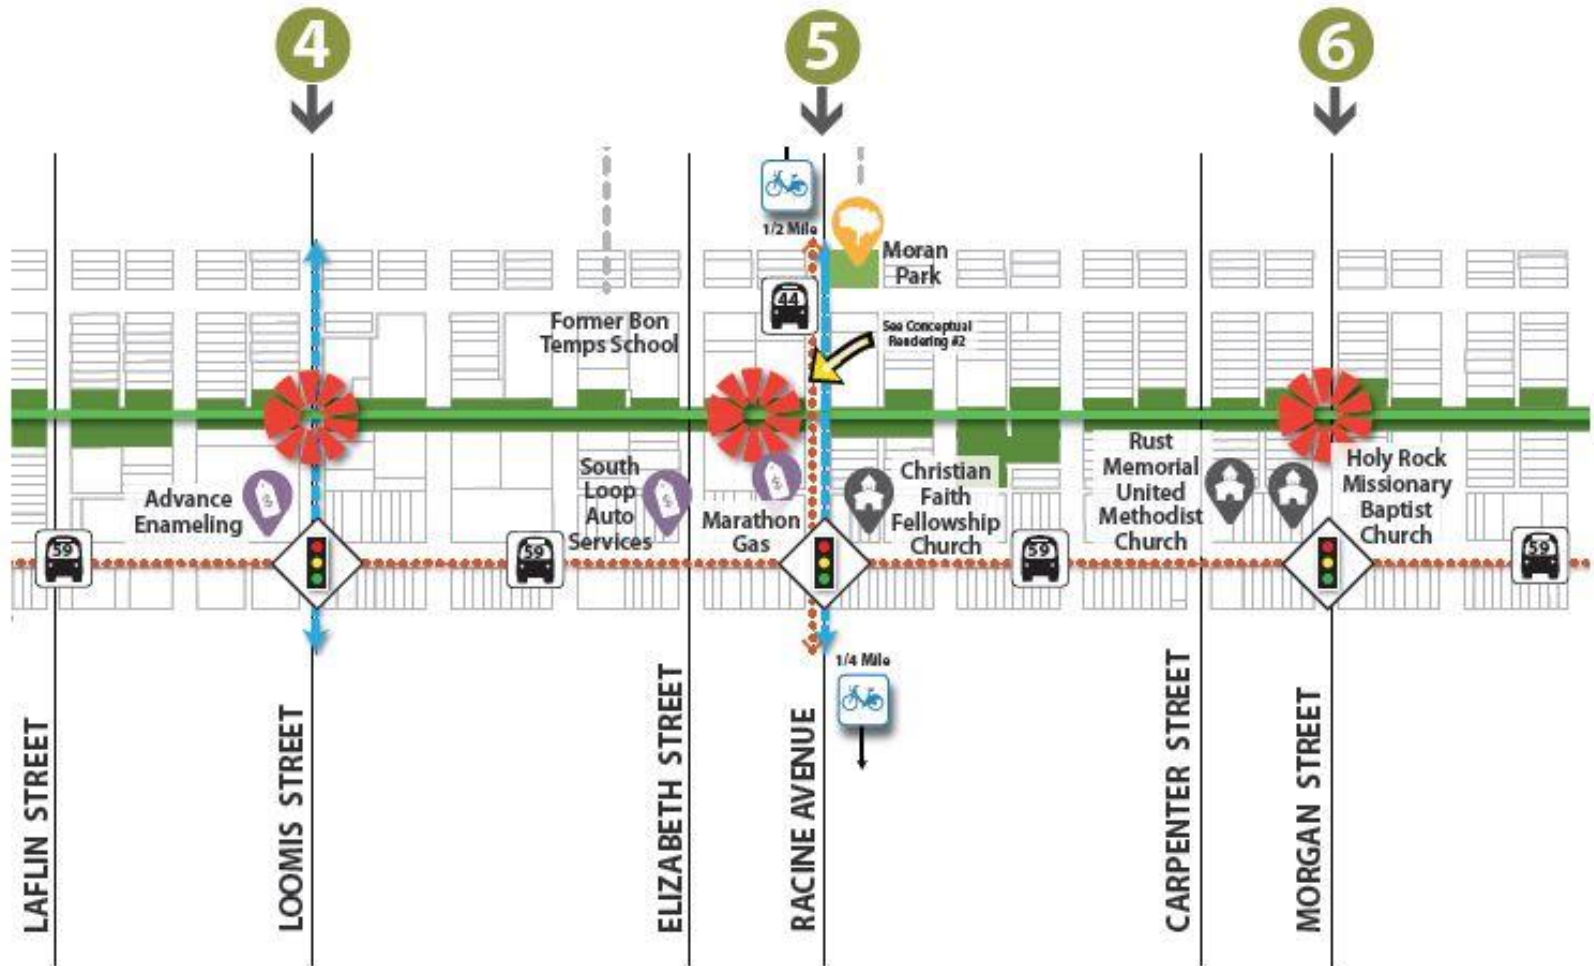 4
5
6
1/2 Mile
Moran
Park
44
Former Bon
Temps School
See Conceptual
Rendering #2
Advance
Enameling
$
South
Loop
Auto
Services
$
Marathon
Gas
$
Christian
Faith
Fellowship
Church
Rust
Memorial
United
Methodist
Church
Holy Rock
Missionary
Baptist
Church
59
59
59
59
1/4 Mile
LAFLIN STREET
LOOMIS STREET
ELIZABETH STREET
RACINE AVENUE
CARPENTER STREET
MORGAN STREET